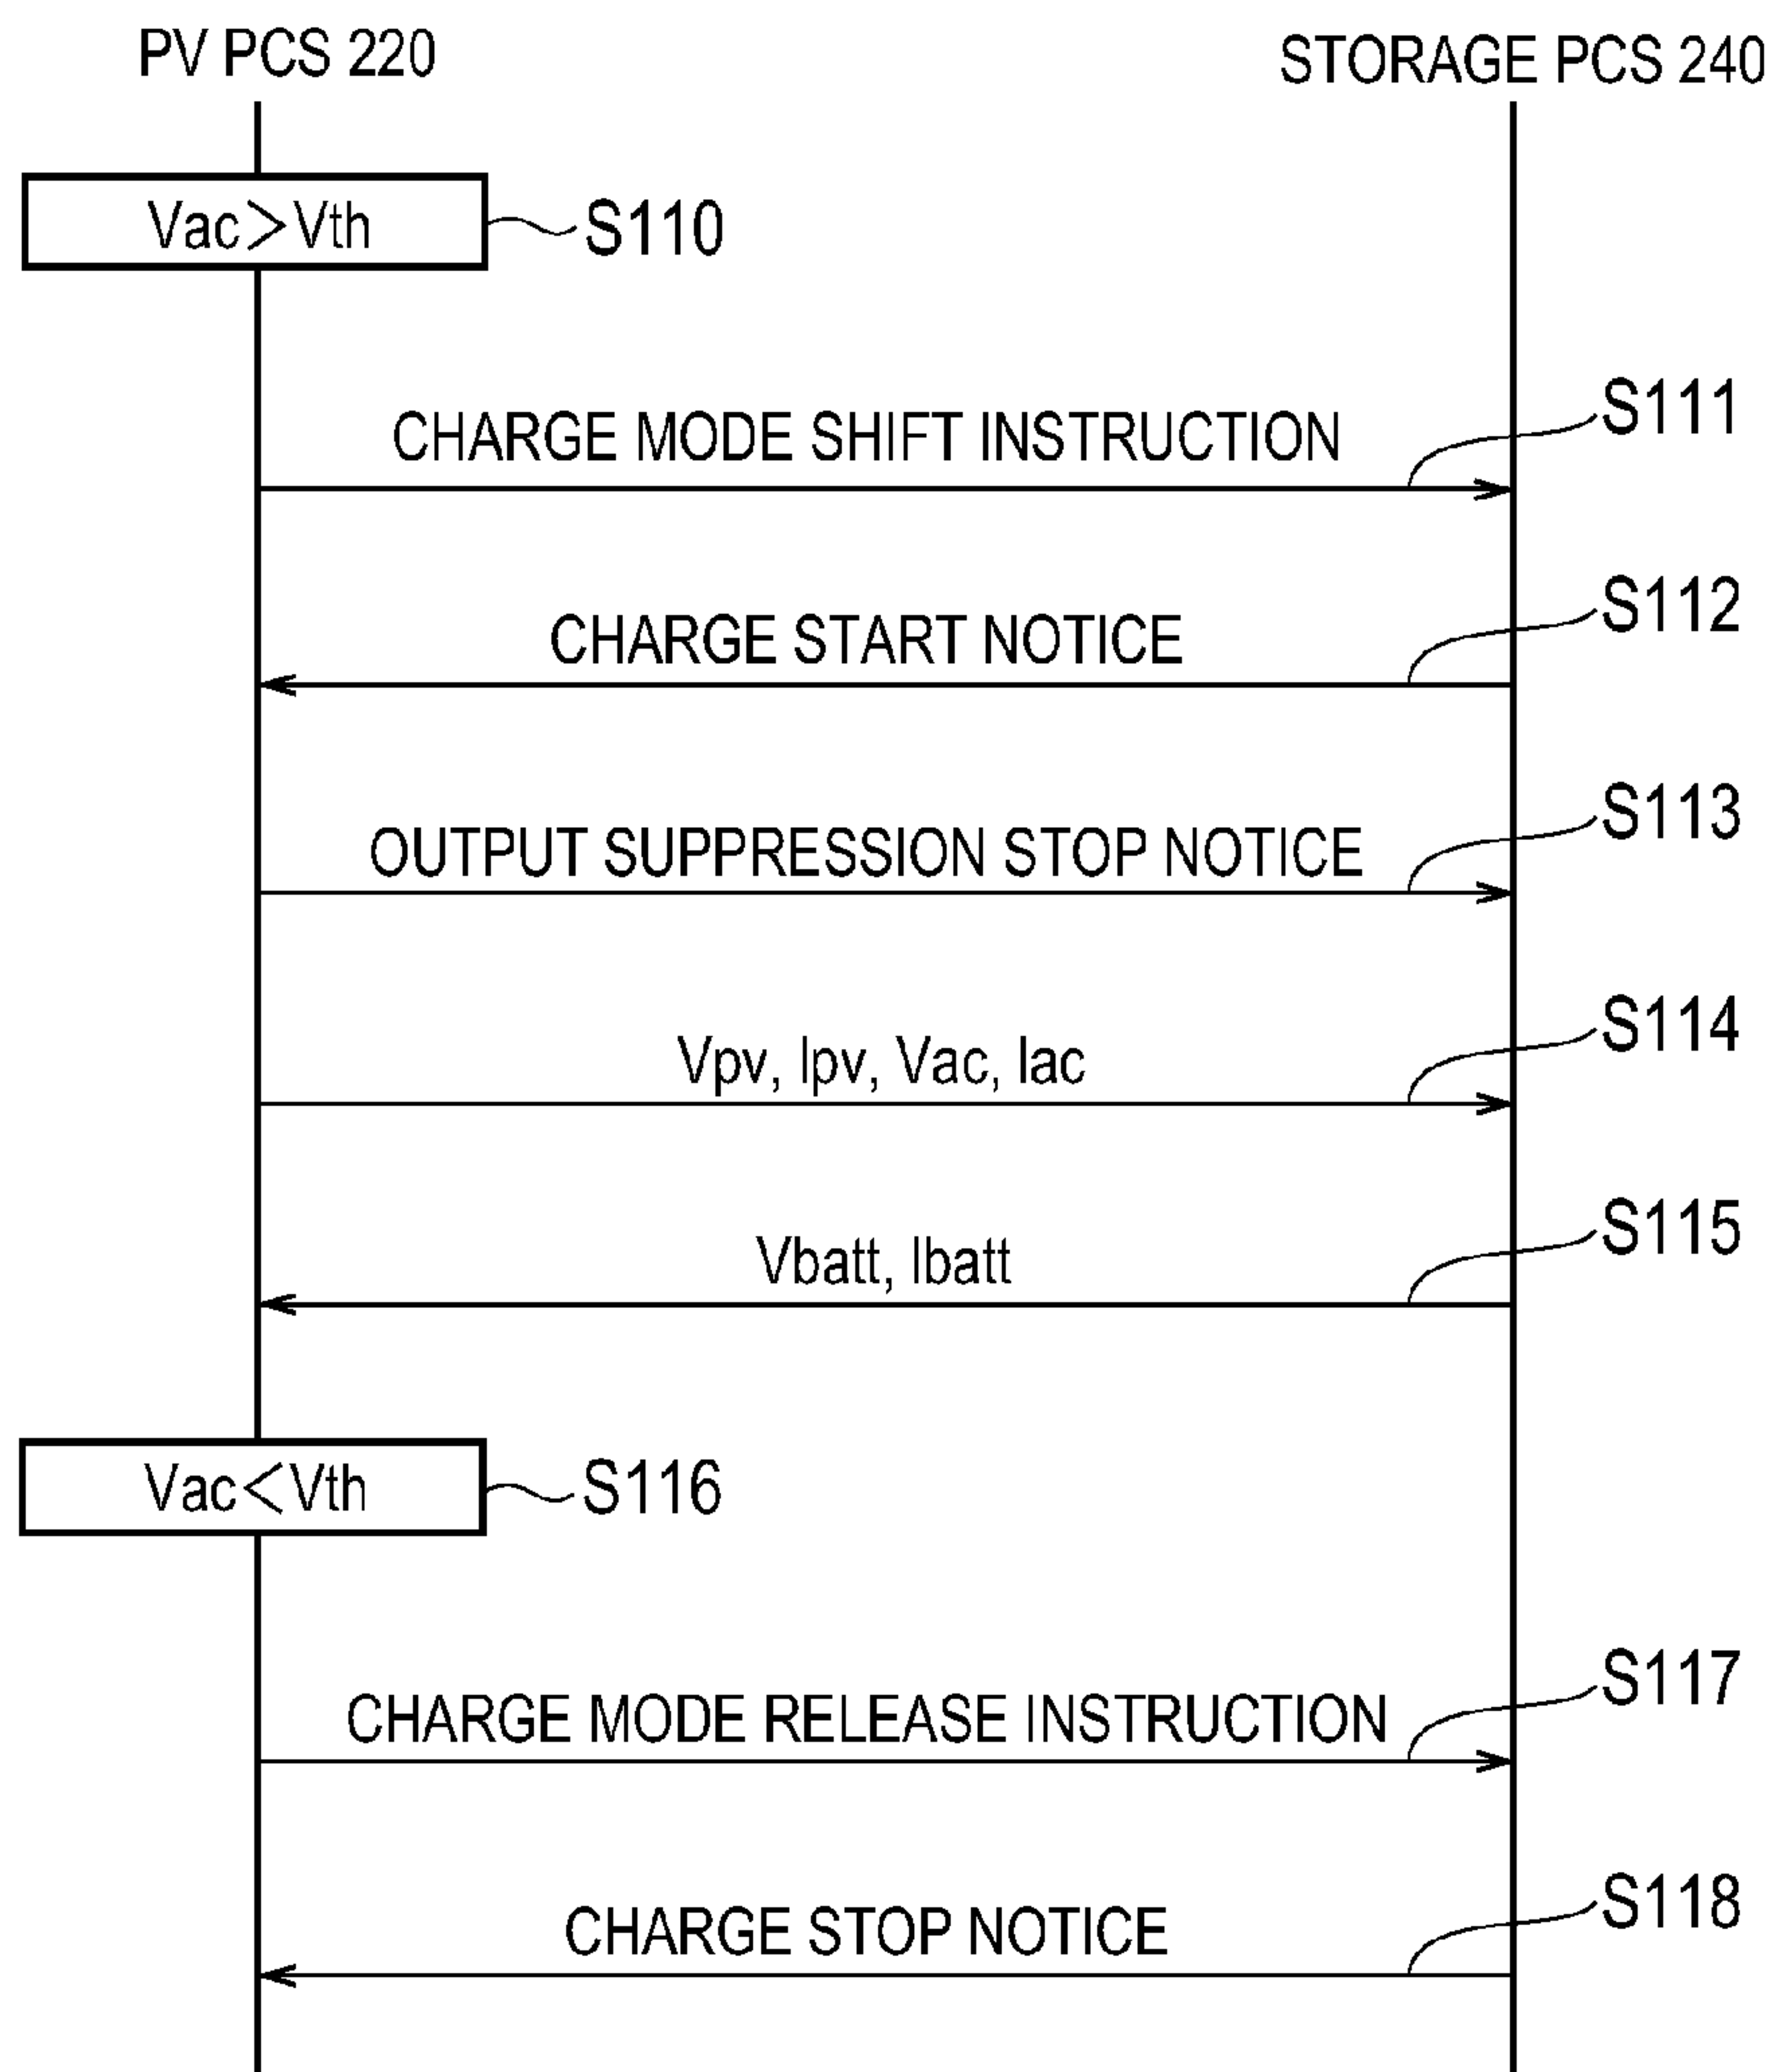 PV PCS 220
STORAGE PCS 240
Vac>Vth
S110
S111
CHARGE MODE SHIFT INSTRUCTION
S112
CHARGE START NOTICE
S113
OUTPUT SUPPRESSION STOP NOTICE
S114
Vpv, Ipv, Vac, Iac
S115
Vbatt, Ibatt
Vac<Vth
S116
S117
CHARGE MODE RELEASE INSTRUCTION
S118
CHARGE STOP NOTICE